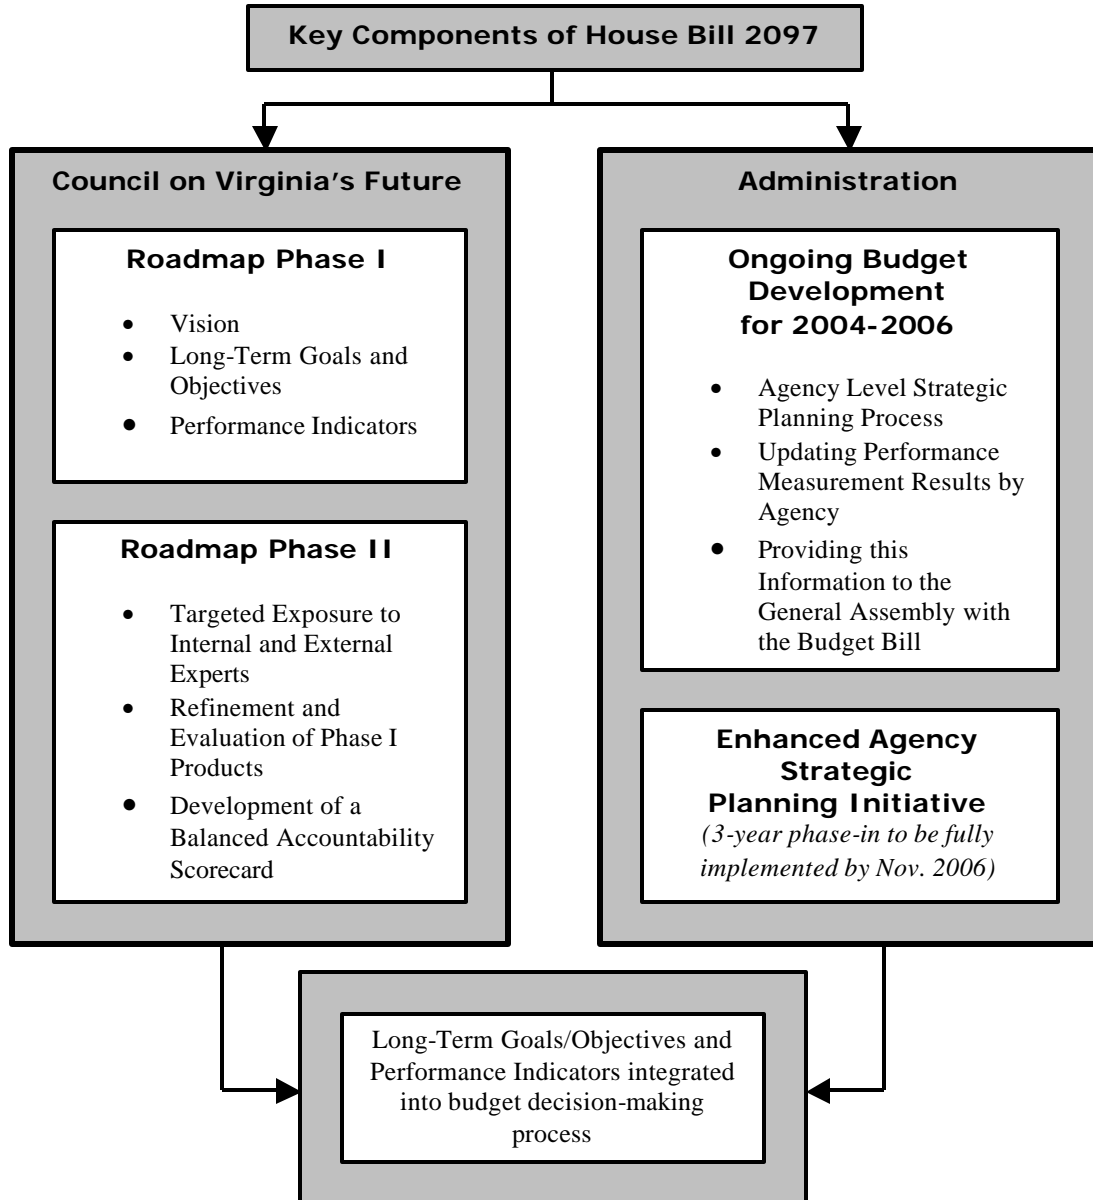 Key Components of House Bill 2097
Council on Virginia's Future
Roadmap Phase I
• Vision
• Long-Term Goals and
Objectives
• Performance Indicators
Roadmap Phase II
• Targeted Exposure to
Internal and External
Experts
• Refinement and
Evaluation of Phase I
Products
• Development of a
Balanced Accountability
Scorecard
Administration
Ongoing Budget
Development
for 2004-2006
• Agency Level Strategic
Planning Process
• Updating Performance
Measurement Results by
Agency
• Providing this
Information to the
General Assembly with
the Budget Bill
Enhanced Agency
Strategic
Planning Initiative
(3-year phase-in to be fully
implemented by Nov. 2006)
Long-Term Goals/Objectives and
Performance Indicators integrated
into budget decision-making
process